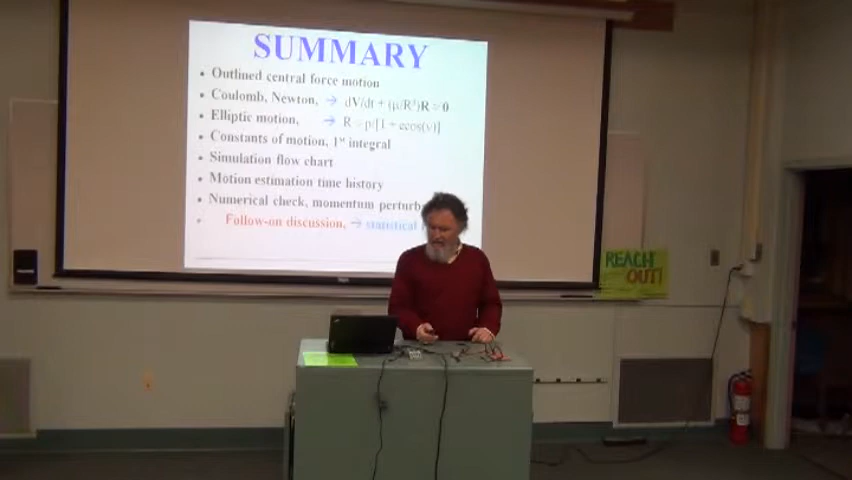 SUMMARY
• Outlined central force motion
• Coulomb, Newton, → dV/dt + (μ/R³)R = 0
• Elliptic motion, → R = p/[1 + ecos(ν)]
• Constants of motion, 1st integral
• Simulation flow chart
• Motion estimation time history
• Numerical check, momentum perturb
• Follow-on discussion, → statistical
REACH
OUT!